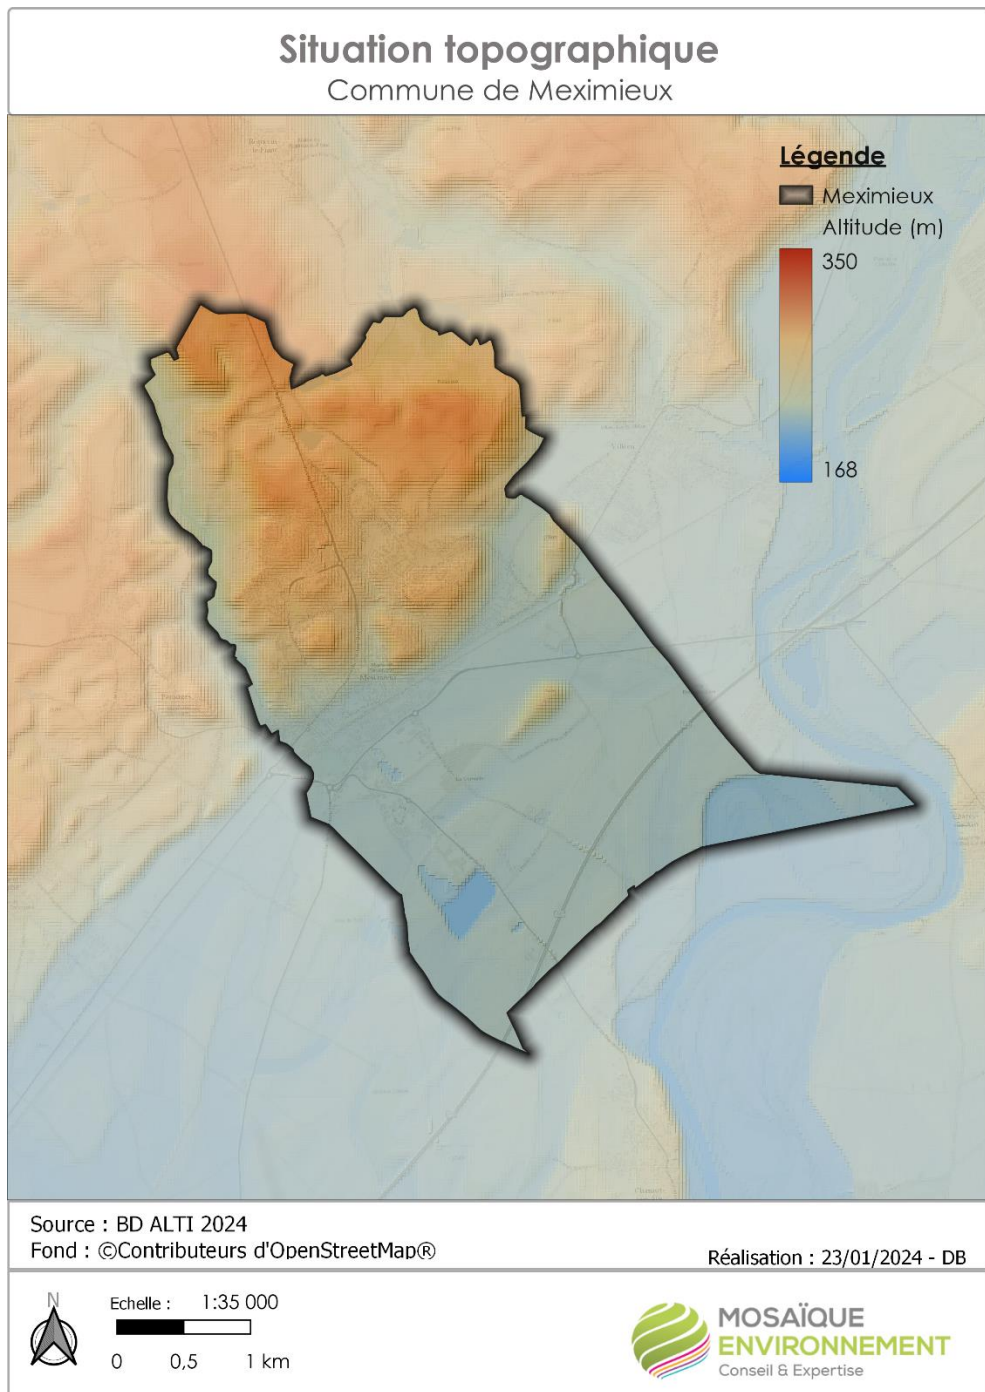 Situation topographique
Commune de Meximieux
Légende
Meximieux
Altitude (m)
350
168
Source : BD ALTI 2024
Fond : ©Contributeurs d'OpenStreetMap®
Réalisation : 23/01/2024 - DB
N
Echelle : 1:35 000
0 0,5 1 km
MOSAÏQUE
ENVIRONNEMENT
Conseil & Expertise